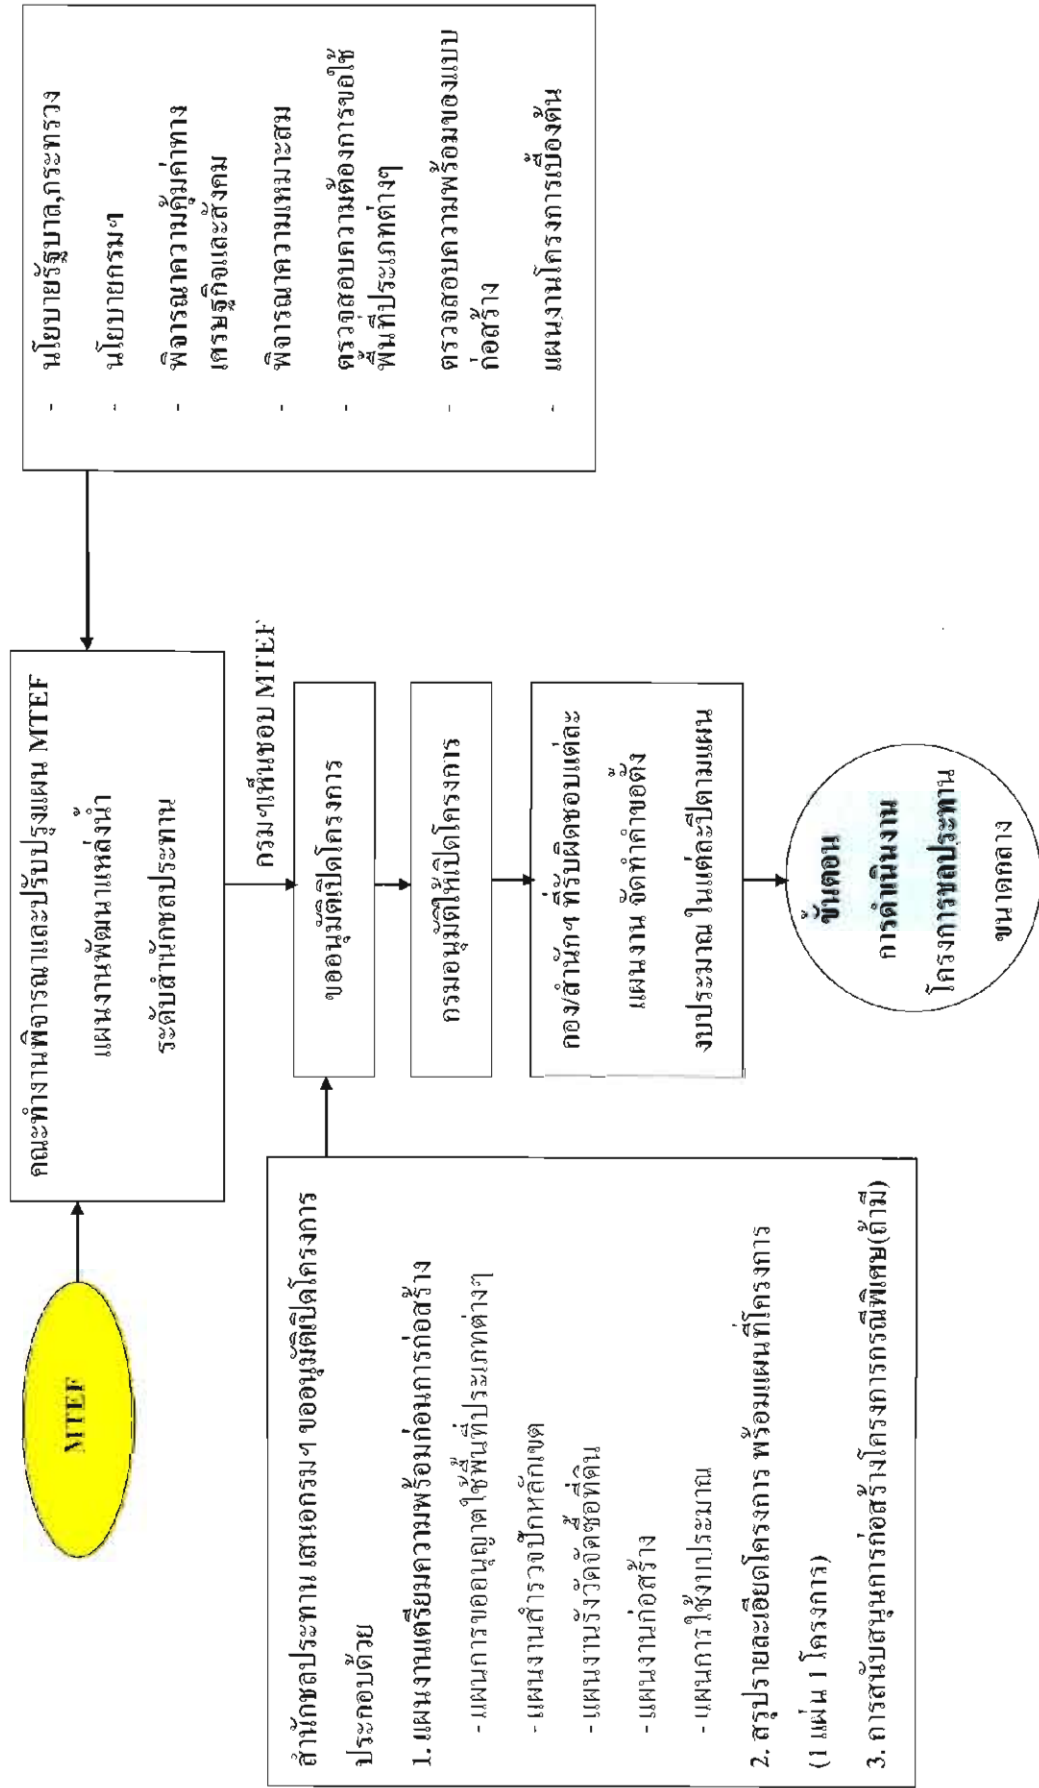 MTEF
คณะทำงานพิจารณาและปรับปรุงแผน MTEF
แผนงานพัฒนาแหล่งน้ำ
ระดับสำนักชลประทาน
- นโยบายรัฐบาล,กระทรวง
- นโยบายกรมฯ
- พิจารณาความคุ้มค่าทาง
เศรษฐกิจและสังคม
- พิจารณาความเหมาะสม
- ตรวจสอบความต้องการขอใช้
พื้นที่ประเภทต่างๆ
- ตรวจสอบความพร้อมของแบบ
ก่อสร้าง
- แผนงานโครงการเบื้องต้น
กรมฯเห็นชอบ MTEF
ขออนุมัติเปิดโครงการ
กรมอนุมัติให้เปิดโครงการ
กอง/สำนักฯ ที่รับผิดชอบแต่ละ
แผนงาน จัดทำคำขอตั้ง
งบประมาณ ในแต่ละปีตามแผน
ขั้นตอน
การดำเนินงาน
โครงการชลประทาน
ขนาดกลาง
สำนักชลประทาน เสนอกรมฯ ขออนุมัติเปิดโครงการ
ประกอบด้วย
1. แผนงานเตรียมความพร้อมก่อนการก่อสร้าง
- แผนการขออนุญาตใช้พื้นที่ประเภทต่างๆ
- แผนงานสำรวจปักหลักเขต
- แผนงานรังวัดจัดซื้อที่ดิน
- แผนงานก่อสร้าง
- แผนการใช้งบประมาณ
2. สรุปรายละเอียดโครงการ พร้อมแผนที่โครงการ
(1 แผ่น 1 โครงการ)
3. การสนับสนุนการก่อสร้างโครงการกรณีพิเศษ(ถ้ามี)